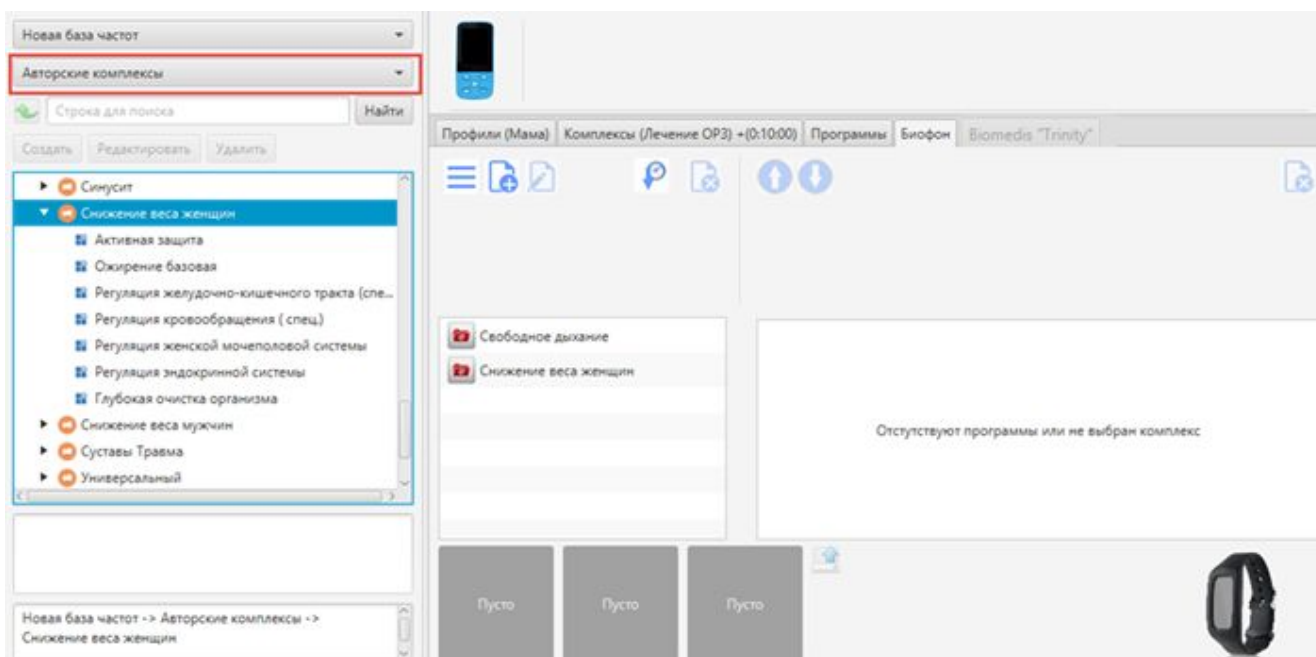 Новая база частот
Авторские комплексы
Строка для поиска
Найти
Создать Редактировать Удалить
Синусит
Снижение веса женщин
Активная защита
Ожирение базовая
Регуляция желудочно-кишечного тракта (спе...
Регуляция кровообращения ( спец.)
Регуляция женской мочеполовой системы
Регуляция эндокринной системы
Глубокая очистка организма
Снижение веса мужчин
Суставы Травма
Универсальный
Новая база частот -> Авторские комплексы ->
Снижение веса женщин
Профили (Мама) Комплексы (Лечение ОРЗ) +(0:10:00) Программы Биофон Biomedis "Trinity"
Свободное дыхание
Снижение веса женщин
Отстутствуют программы или не выбран комплекс
Пусто Пусто Пусто